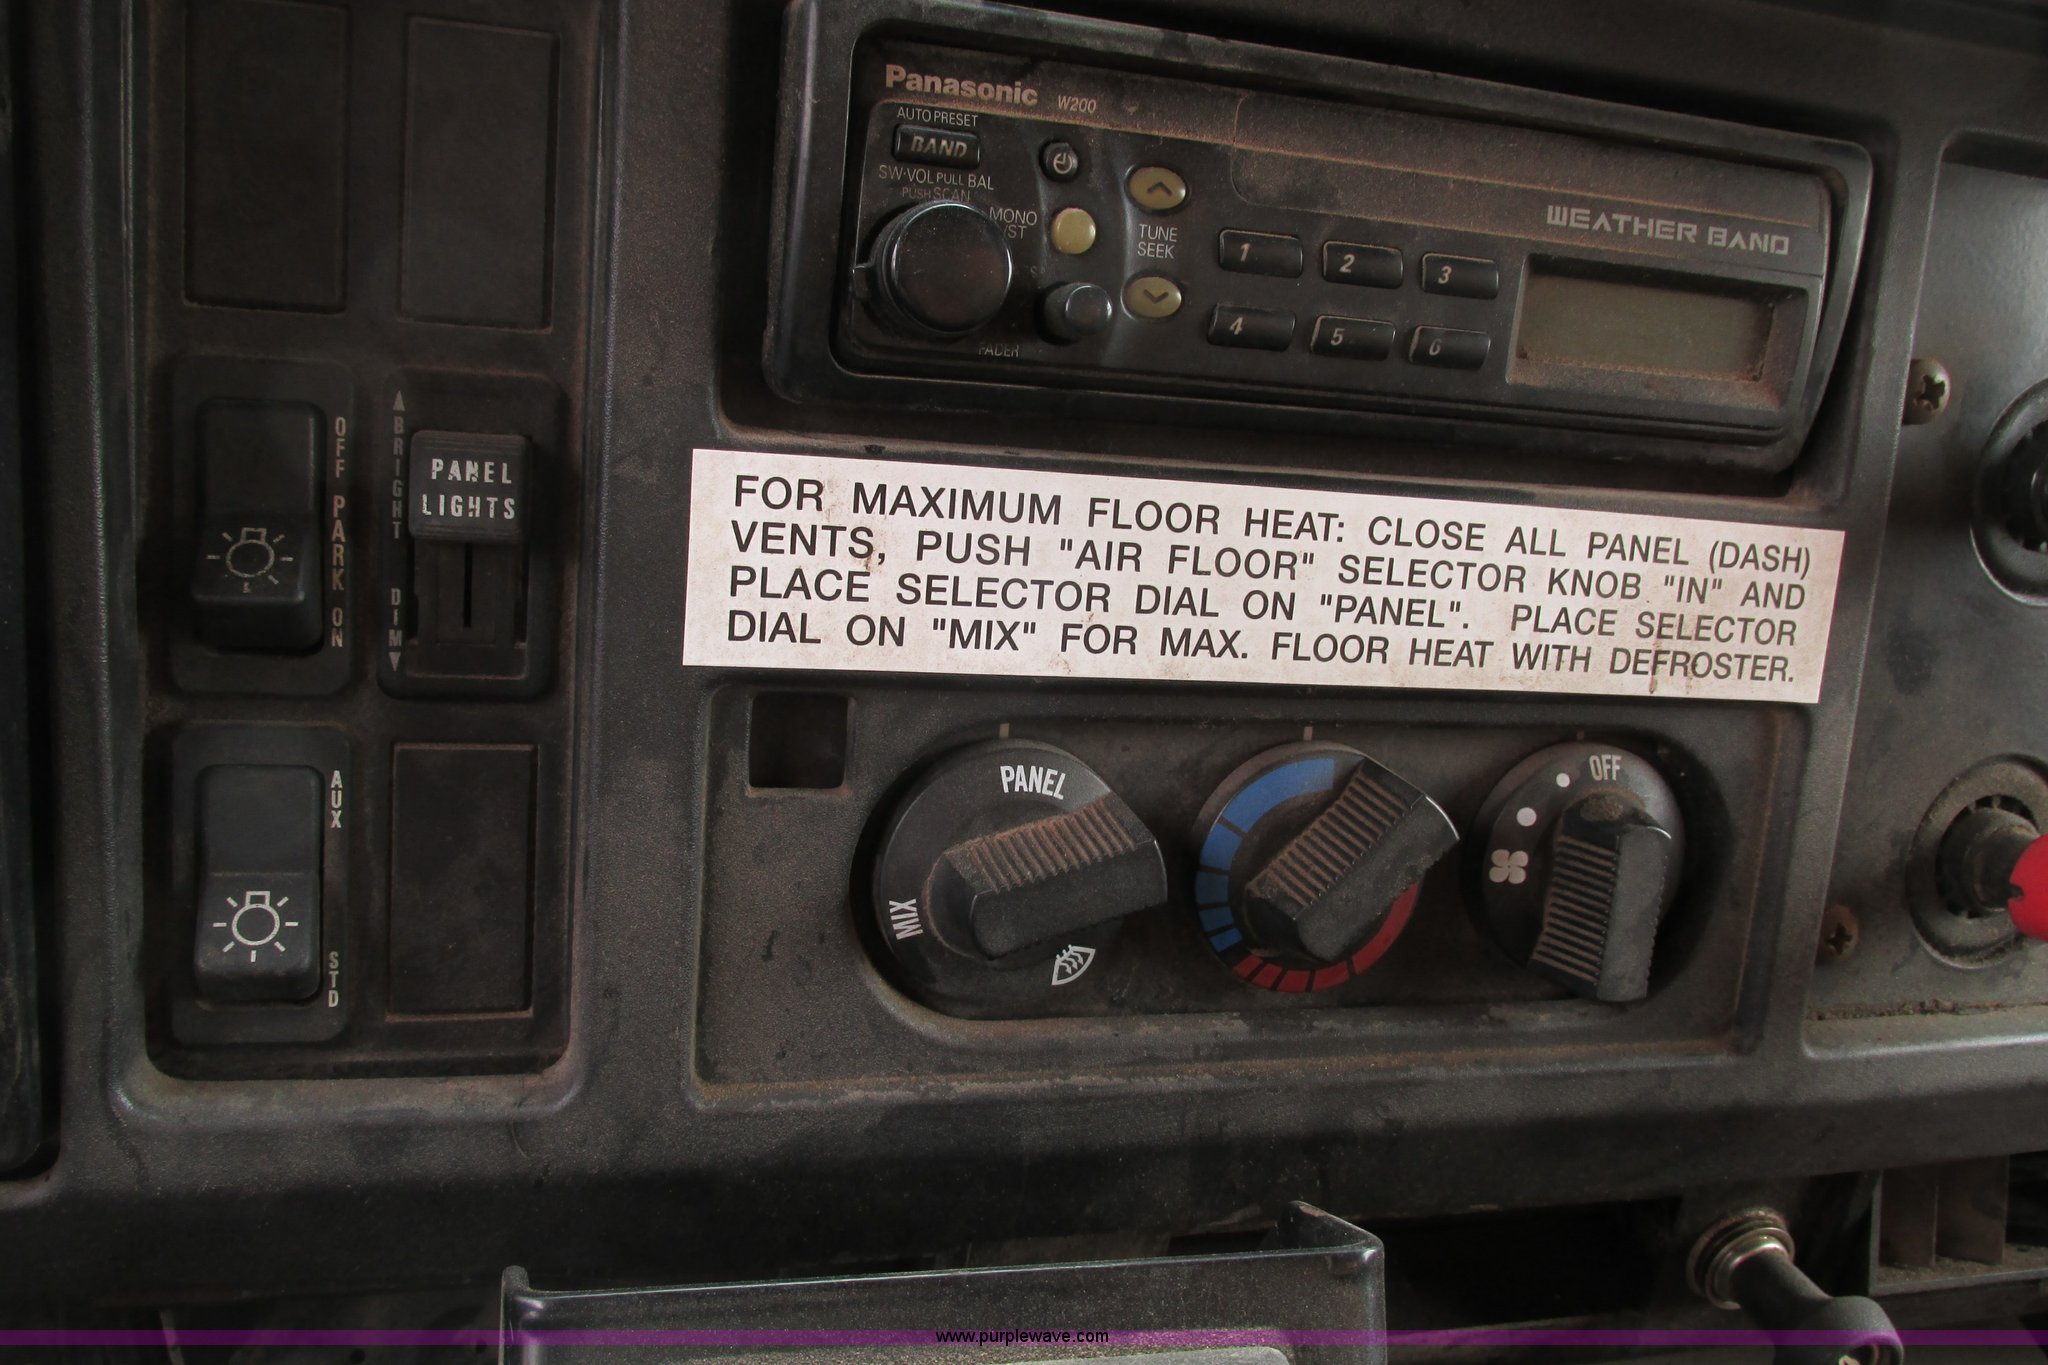 Panasonic W200
AUTO PRESET
BAND
SW·VOL PULL BAL
PUSH SCAN
MONO
/ST
TUNE
SEEK
FADER
1 2 3
4 5 6
WEATHER BAND
OFF PARK ON
BRIGHT DIM
PANEL
LIGHTS
AUX
STD
FOR MAXIMUM FLOOR HEAT: CLOSE ALL PANEL (DASH)
VENTS, PUSH "AIR FLOOR" SELECTOR KNOB "IN" AND
PLACE SELECTOR DIAL ON "PANEL". PLACE SELECTOR
DIAL ON "MIX" FOR MAX. FLOOR HEAT WITH DEFROSTER.
PANEL
MIX
OFF
www.purplewave.com